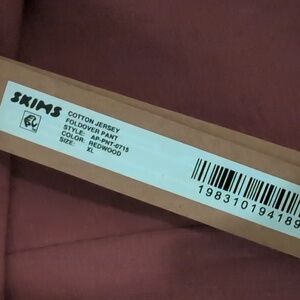 SKIMS
COTTON JERSEY
FOLDOVER PANT
STYLE: AP-PNT-0715
COLOR: REDWOOD
SIZE: XL
198310194189